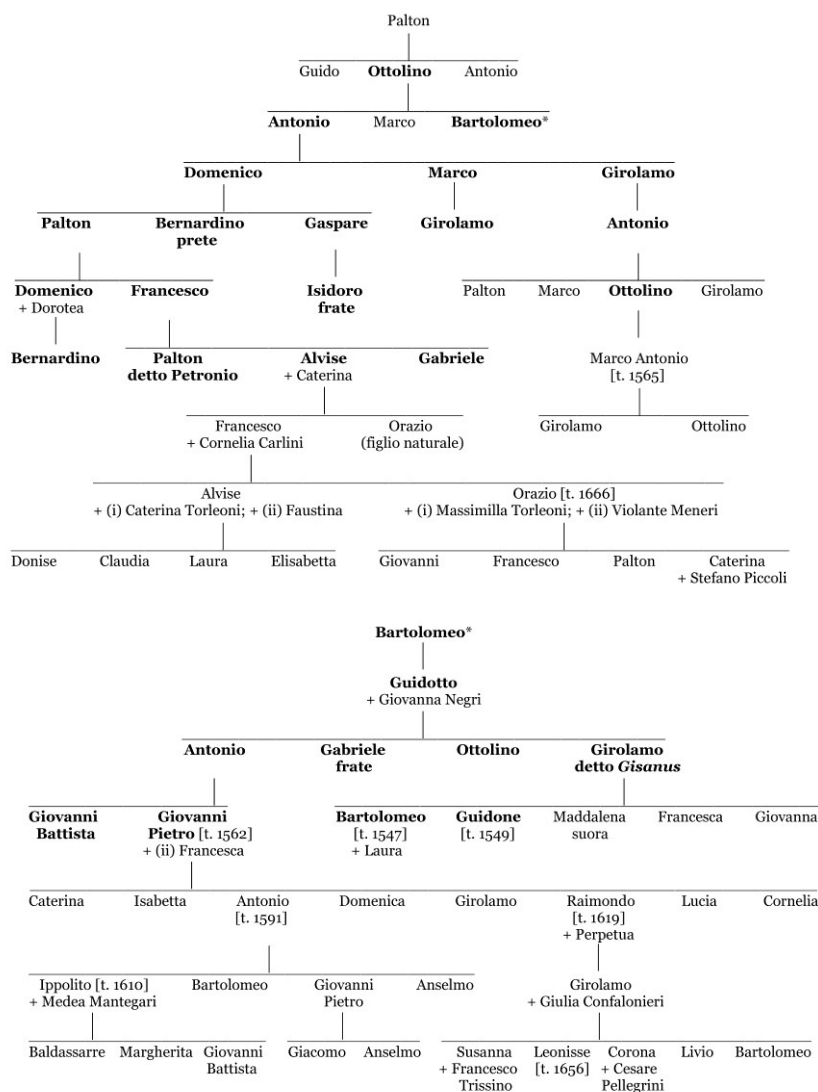 Palton
Guido Ottolino Antonio
Antonio Marco Bartolomeo*
Domenico Marco Girolamo
Palton Bernardino Gaspare Girolamo Antonio
prete
Domenico Francesco Isidoro Palton Marco Ottolino Girolamo
+ Dorotea frate
Bernardino Palton Alvise Gabriele Marco Antonio
detto Petronio + Caterina [t. 1565]
Francesco Orazio Girolamo Ottolino
+ Cornelia Carlini (figlio naturale)
Alvise Orazio [t. 1666]
+ (i) Caterina Torleoni; + (ii) Faustina + (i) Massimilla Torleoni; + (ii) Violante Meneri
Donise Claudia Laura Elisabetta Giovanni Francesco Palton Caterina
+ Stefano Piccoli
Bartolomeo*
Guidotto
+ Giovanna Negri
Antonio Gabriele Ottolino Girolamo
frate detto Gisanus
Giovanni Giovanni Bartolomeo Guidone Maddalena Francesca Giovanna
Battista Pietro [t. 1562] [t. 1547] [t. 1549] suora
+ (ii) Francesca + Laura
Caterina Isabetta Antonio Domenica Girolamo Raimondo Lucia Cornelia
[t. 1591] [t. 1619]
+ Perpetua
Ippolito [t. 1610] Bartolomeo Giovanni Anselmo Girolamo
+ Medea Mantegari Pietro + Giulia Confalonieri
Baldassarre Margherita Giovanni Giacomo Anselmo Susanna Leonisse Corona Livio Bartolomeo
Battista + Francesco [t. 1656] + Cesare
Trissino Pellegrini